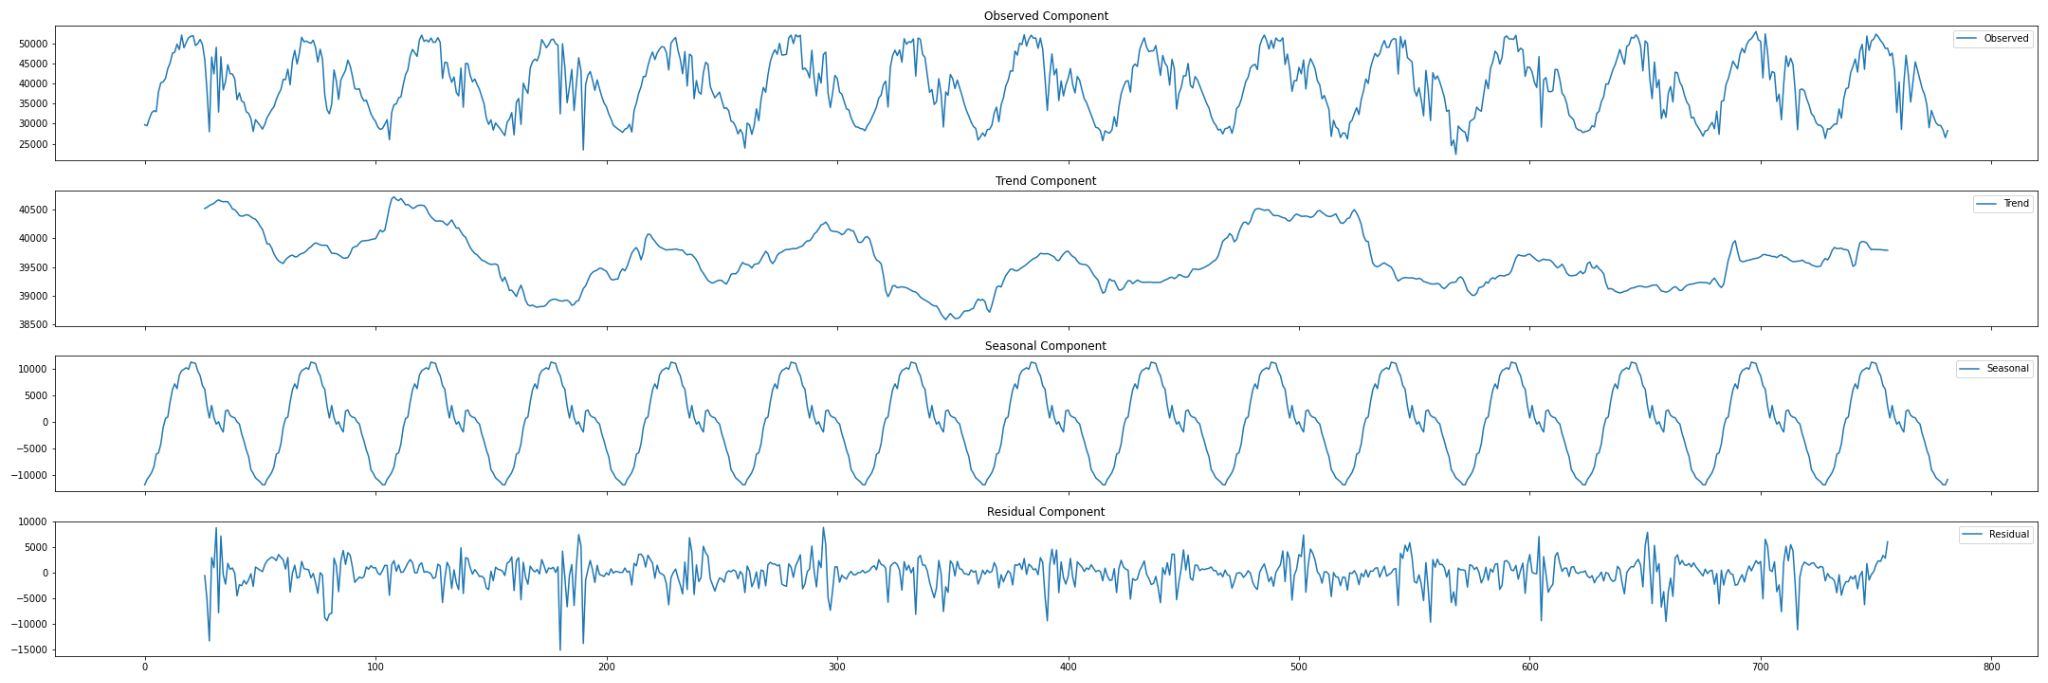 Observed Component
50000
45000
40000
35000
30000
25000
Observed
Trend Component
40500
40000
39500
39000
38500
Trend
Seasonal Component
10000
5000
0
−5000
−10000
Seasonal
Residual Component
10000
5000
0
−5000
−10000
−15000
Residual
0 100 200 300 400 500 600 700 800